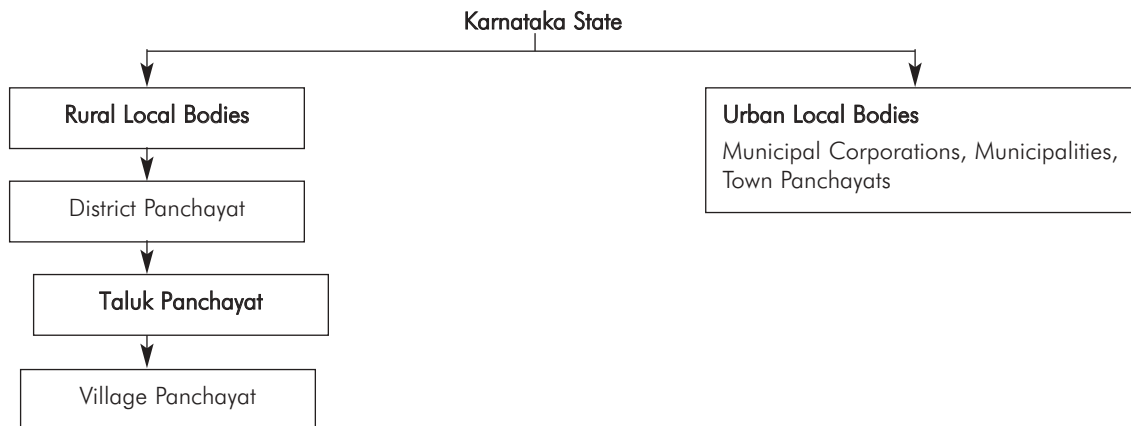 Karnataka State
Rural Local Bodies
District Panchayat
Taluk Panchayat
Village Panchayat
Urban Local Bodies
Municipal Corporations, Municipalities,
Town Panchayats